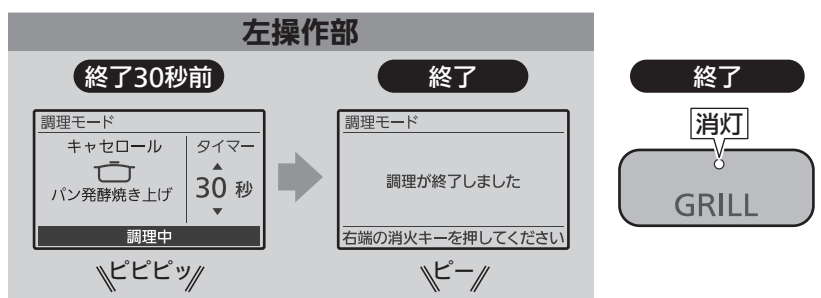 左操作部
終了30秒前
調理モード
キャセロール
パン発酵焼き上げ
タイマー
30 秒
調理中
ピピピッ
終了
調理モード
調理が終了しました
右端の消火キーを押してください
ピー
終了
消灯
GRILL